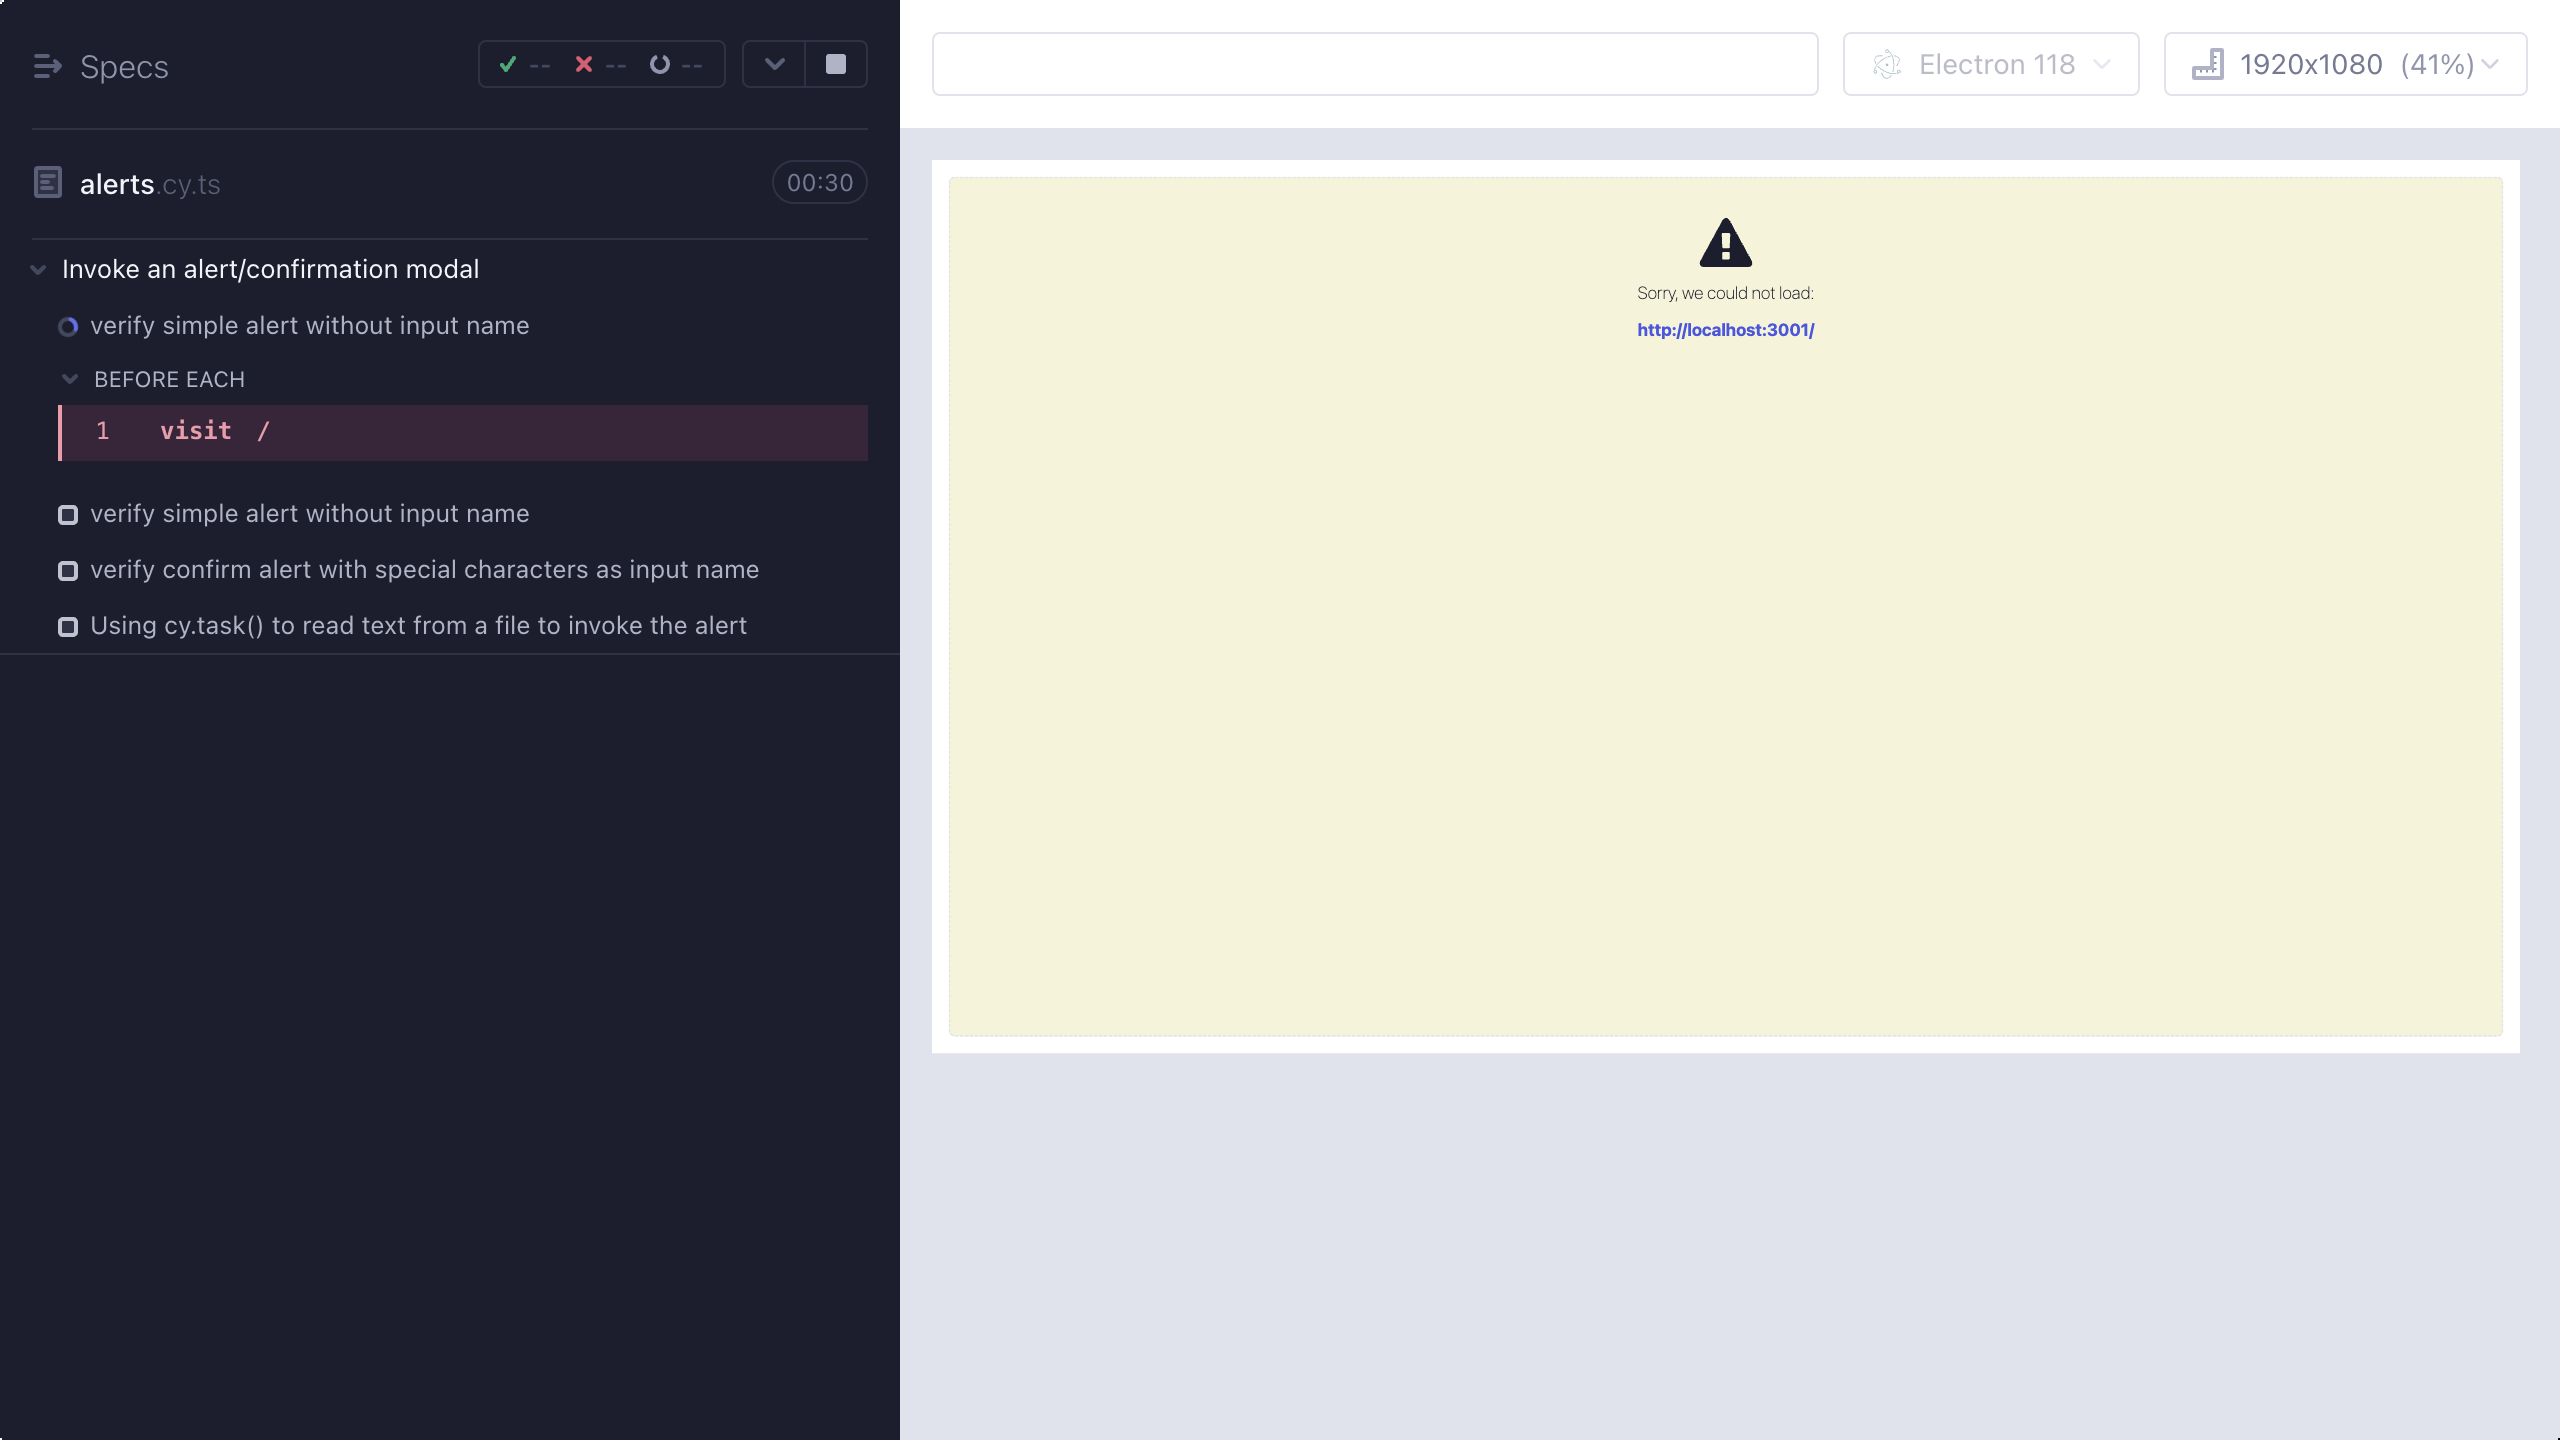 Specs
-- -- --
alerts.cy.ts
00:30
Invoke an alert/confirmation modal
verify simple alert without input name
BEFORE EACH
1 visit /
verify simple alert without input name
verify confirm alert with special characters as input name
Using cy.task() to read text from a file to invoke the alert
Electron 118
1920x1080 (41%)
Sorry, we could not load:
http://localhost:3001/